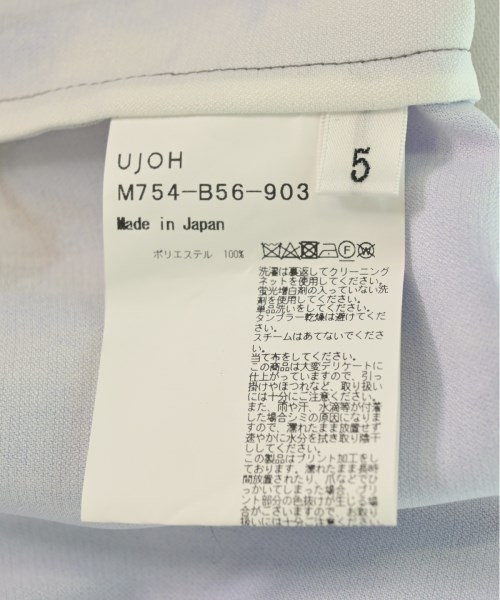 UJOH
5
M754-B56-903
Made in Japan
ポリエステル 100%
F
W
洗濯は裏返してクリーニング
ネットを使用してください。
蛍光増白剤の入っていない洗
剤を使用してください。
単品洗いをしてください。
タンブラー乾燥は避けてくだ
さい。
スチームはあてないでくださ
い。
当て布をしてください。
この商品は大変デリケートに
仕上がっていますので、引っ
掛けやほつれなど、取り扱い
には十分にご注意ください。
また、雨や汗、水滴等が付着
した場合シミの原因になりま
すので、濡れたまま放置せず
速やかに水分を拭き取り陰干
ししてください。
この製品はプリント加工をし
ております。濡れたまま長時
間放置されたり、爪などでひ
っかいてしまった場合、プリ
ント部分の色抜けが生じる場
合がございますので、お取り
扱いには十分ご注意ください